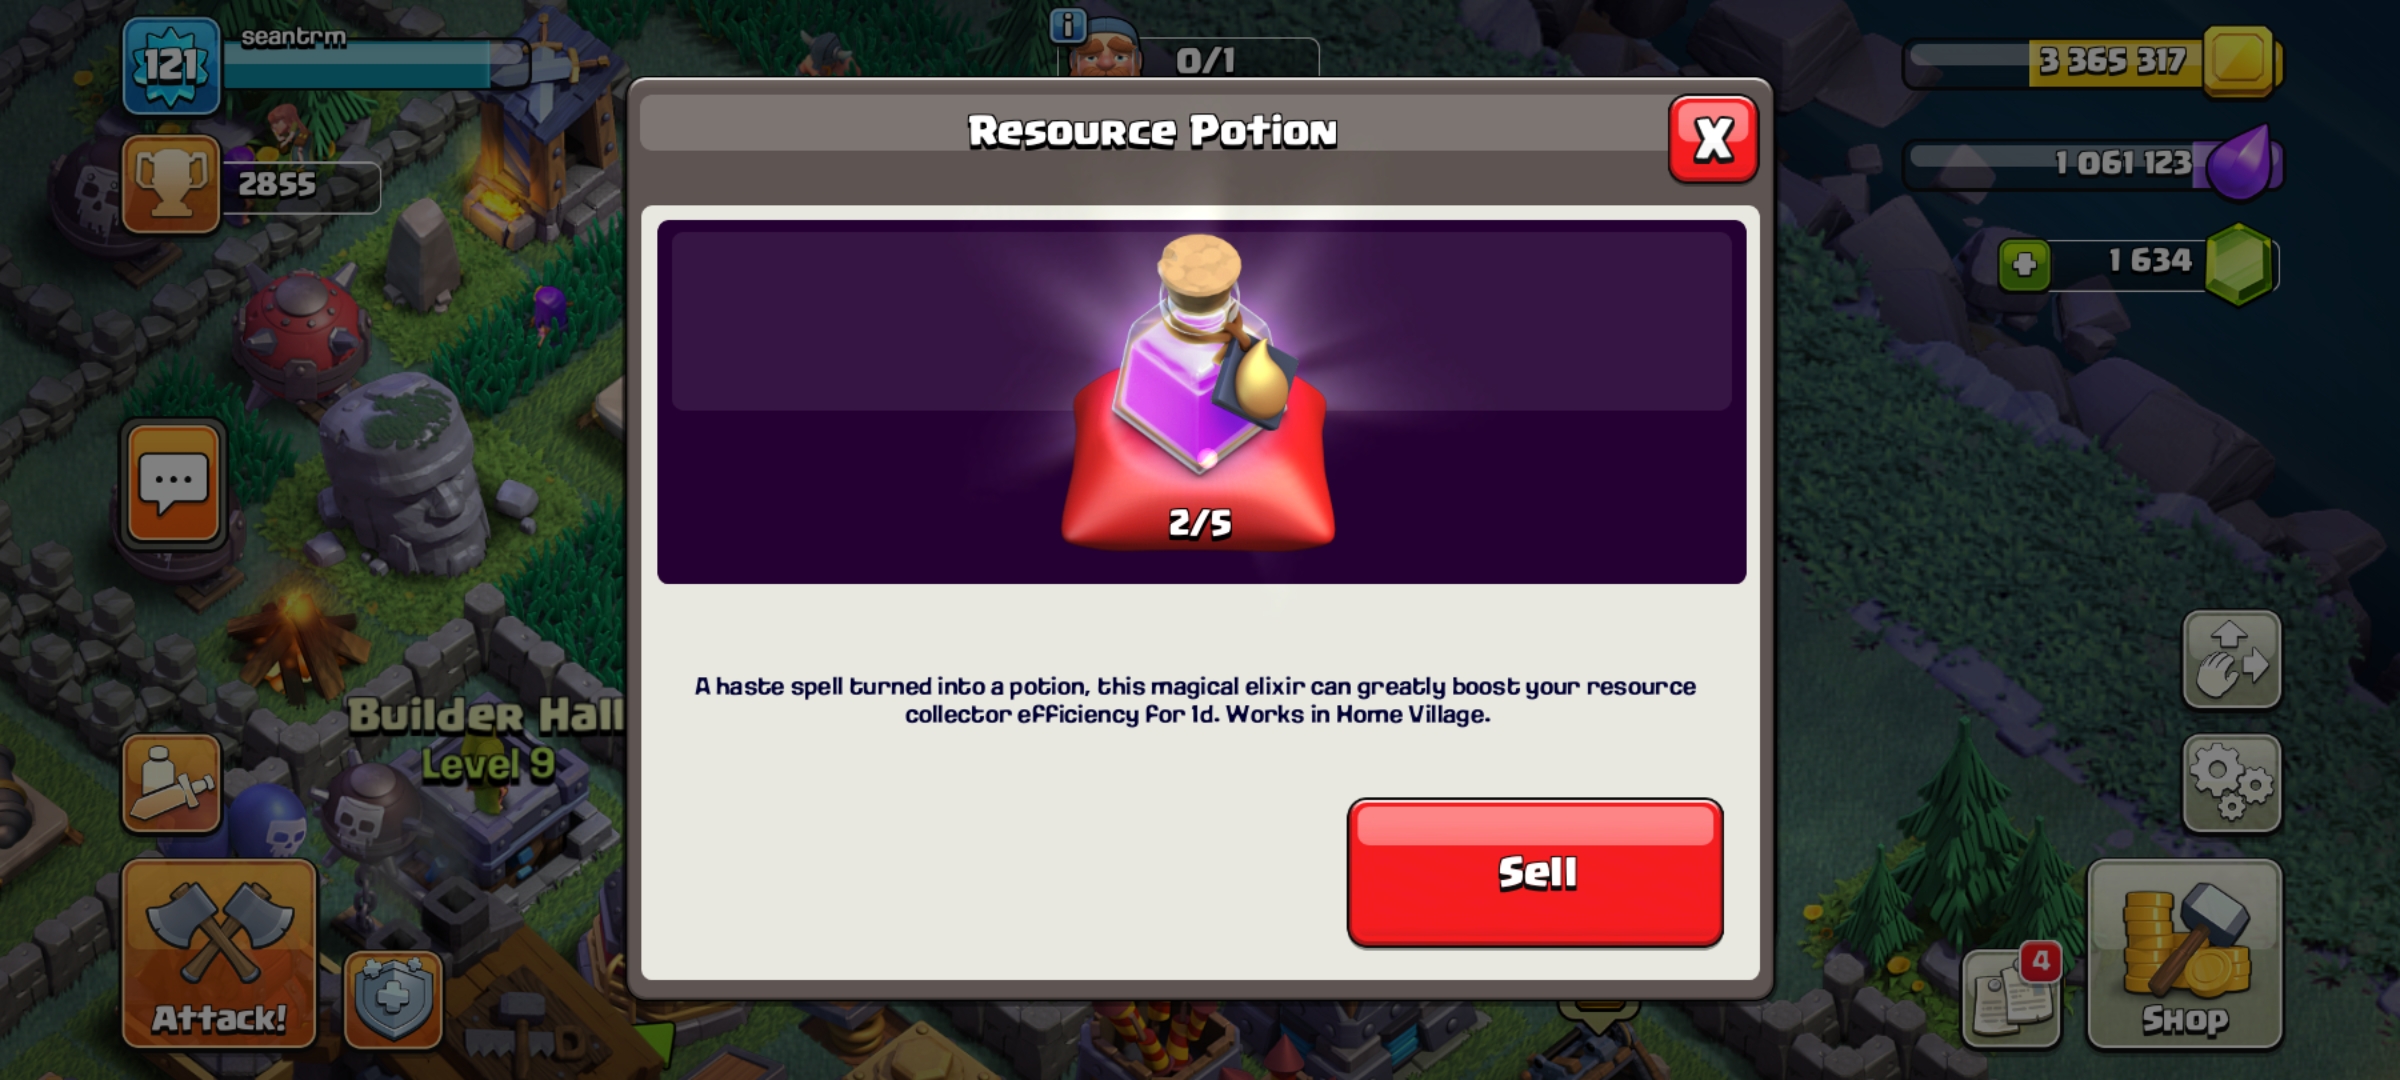 121
seantrm
i
0/1
3 365 317
Resource Potion
X
2855
1 061 123
1 634
2/5
A haste spell turned into a potion, this magical elixir can greatly boost your resource
collector efficiency for 1d. Works in Home Village.
Builder Hall
Level 9
Sell
Attack!
4
Shop